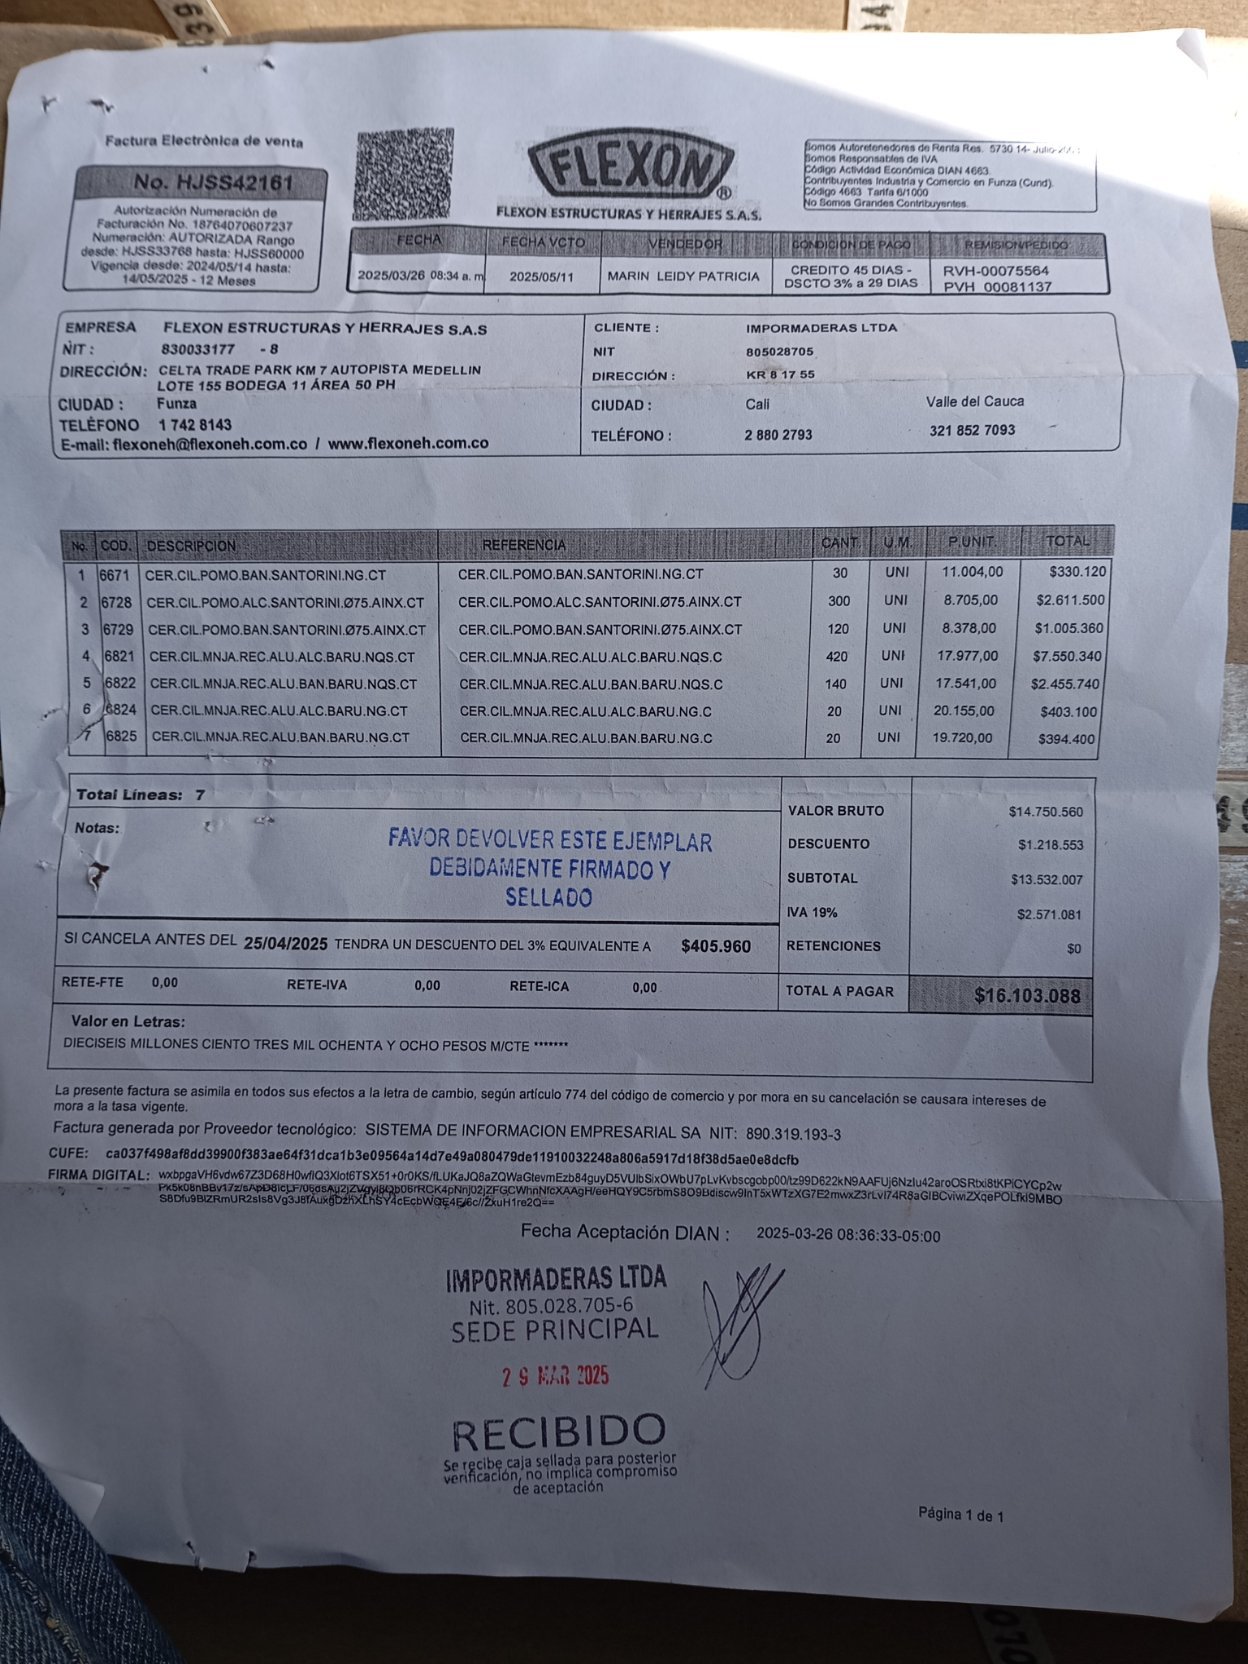 Factura Electrònica de venta
No. HJSS42161
Autorización Numeración de
Facturación No. 18764070607237
Numeración: AUTORIZADA Rango
desde: HJSS33768 hasta: HJSS60000
Vigencia desde: 2024/05/14 hasta:
14/05/2025 - 12 Meses
FLEXON ®
FLEXON ESTRUCTURAS Y HERRAJES S.A.S.
Somos Autoretenedores de Renta Res. 5730 14- Julio-
Somos Responsables de IVA
Código Actividad Económica DIAN 4663.
Contribuyentes Industria y Comercio en Funza (Cund).
Código 4663 Tarifa 6/1000
No Somos Grandes Contribuyentes.
FECHA FECHA VCTO VENDEDOR CONDICIÓN DE PAGO REMISION/PEDIDO
2025/03/26 08:34 a. m. 2025/05/11 MARIN LEIDY PATRICIA CREDITO 45 DIAS - RVH-00075564
DSCTO 3% a 29 DIAS PVH 00081137
EMPRESA FLEXON ESTRUCTURAS Y HERRAJES S.A.S
NIT : 830033177 - 8
DIRECCIÓN: CELTA TRADE PARK KM 7 AUTOPISTA MEDELLIN
LOTE 155 BODEGA 11 ÁREA 50 PH
CIUDAD : Funza
TELÉFONO 1 742 8143
E-mail: flexoneh@flexoneh.com.co / www.flexoneh.com.co
CLIENTE : IMPORMADERAS LTDA
NIT 805028705
DIRECCIÓN : KR 8 17 55
CIUDAD : Cali Valle del Cauca
TELÉFONO : 2 880 2793 321 852 7093
No. COD. DESCRIPCIÓN REFERENCIA CANT. U.M. P.UNIT. TOTAL
1 6671 CER.CIL.POMO.BAN.SANTORINI.NG.CT CER.CIL.POMO.BAN.SANTORINI.NG.CT 30 UNI 11.004,00 $330.120
2 6728 CER.CIL.POMO.ALC.SANTORINI.Ø75.AINX.CT CER.CIL.POMO.ALC.SANTORINI.Ø75.AINX.CT 300 UNI 8.705,00 $2.611.500
3 6729 CER.CIL.POMO.BAN.SANTORINI.Ø75.AINX.CT CER.CIL.POMO.BAN.SANTORINI.Ø75.AINX.CT 120 UNI 8.378,00 $1.005.360
4 6821 CER.CIL.MNJA.REC.ALU.ALC.BARU.NQS.CT CER.CIL.MNJA.REC.ALU.ALC.BARU.NQS.C 420 UNI 17.977,00 $7.550.340
5 6822 CER.CIL.MNJA.REC.ALU.BAN.BARU.NQS.CT CER.CIL.MNJA.REC.ALU.BAN.BARU.NQS.C 140 UNI 17.541,00 $2.455.740
6 6824 CER.CIL.MNJA.REC.ALU.ALC.BARU.NG.CT CER.CIL.MNJA.REC.ALU.ALC.BARU.NG.C 20 UNI 20.155,00 $403.100
7 6825 CER.CIL.MNJA.REC.ALU.BAN.BARU.NG.CT CER.CIL.MNJA.REC.ALU.BAN.BARU.NG.C 20 UNI 19.720,00 $394.400
Total Líneas: 7
Notas:
FAVOR DEVOLVER ESTE EJEMPLAR
DEBIDAMENTE FIRMADO Y
SELLADO
VALOR BRUTO $14.750.560
DESCUENTO $1.218.553
SUBTOTAL $13.532.007
IVA 19% $2.571.081
RETENCIONES $0
TOTAL A PAGAR $16.103.088
SI CANCELA ANTES DEL 25/04/2025 TENDRA UN DESCUENTO DEL 3% EQUIVALENTE A $405.960
RETE-FTE 0,00 RETE-IVA 0,00 RETE-ICA 0,00
Valor en Letras:
DIECISEIS MILLONES CIENTO TRES MIL OCHENTA Y OCHO PESOS M/CTE *******
La presente factura se asimila en todos sus efectos a la letra de cambio, según artículo 774 del código de comercio y por mora en su cancelación se causara intereses de
mora a la tasa vigente.
Factura generada por Proveedor tecnológico: SISTEMA DE INFORMACION EMPRESARIAL SA NIT: 890.319.193-3
CUFE: ca037f498af8dd39900f383ae64f31dca1b3e09564a14d7e49a080479de11910032248a806a5917d18f38d5ae0e8dcfb
FIRMA DIGITAL:
Fecha Aceptación DIAN : 2025-03-26 08:36:33-05:00
IMPORMADERAS LTDA
Nit. 805.028.705-6
SEDE PRINCIPAL
29 MAR 2025
RECIBIDO
Se recibe caja sellada para posterior
verificación, no implica compromiso
de aceptación
Página 1 de 1